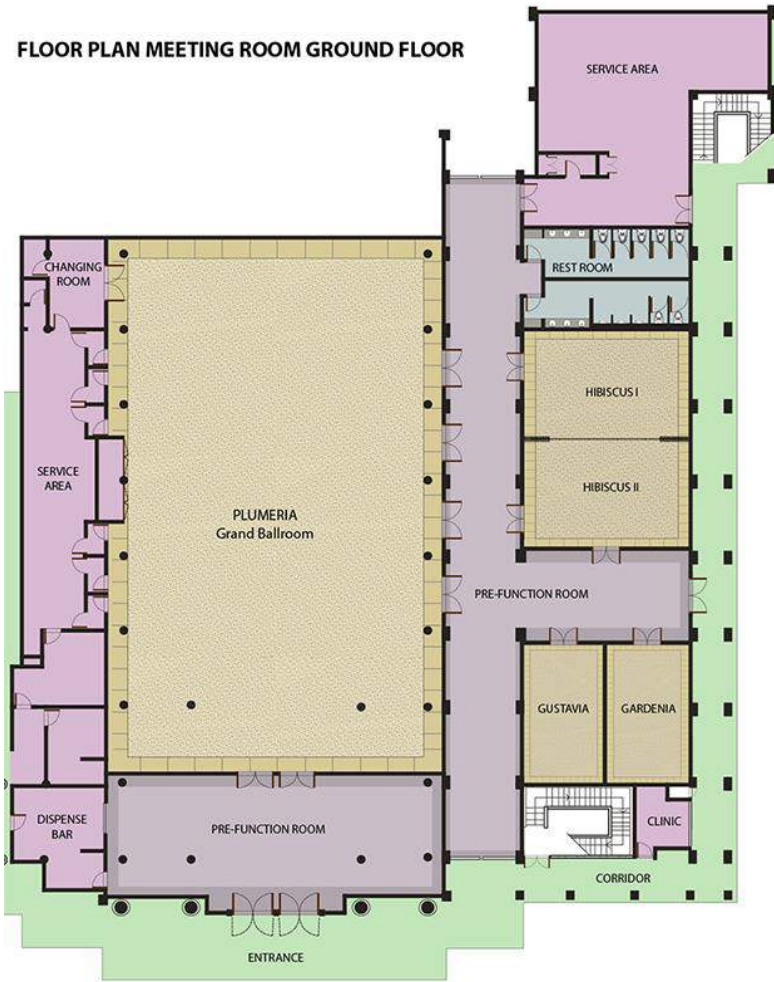 FLOOR PLAN MEETING ROOM GROUND FLOOR
SERVICE AREA
CHANGING
ROOM
REST ROOM
HIBISCUS I
SERVICE
AREA
HIBISCUS II
PLUMERIA
Grand Ballroom
PRE-FUNCTION ROOM
GUSTAVIA
GARDENIA
DISPENSE
BAR
PRE-FUNCTION ROOM
CLINIC
CORRIDOR
ENTRANCE